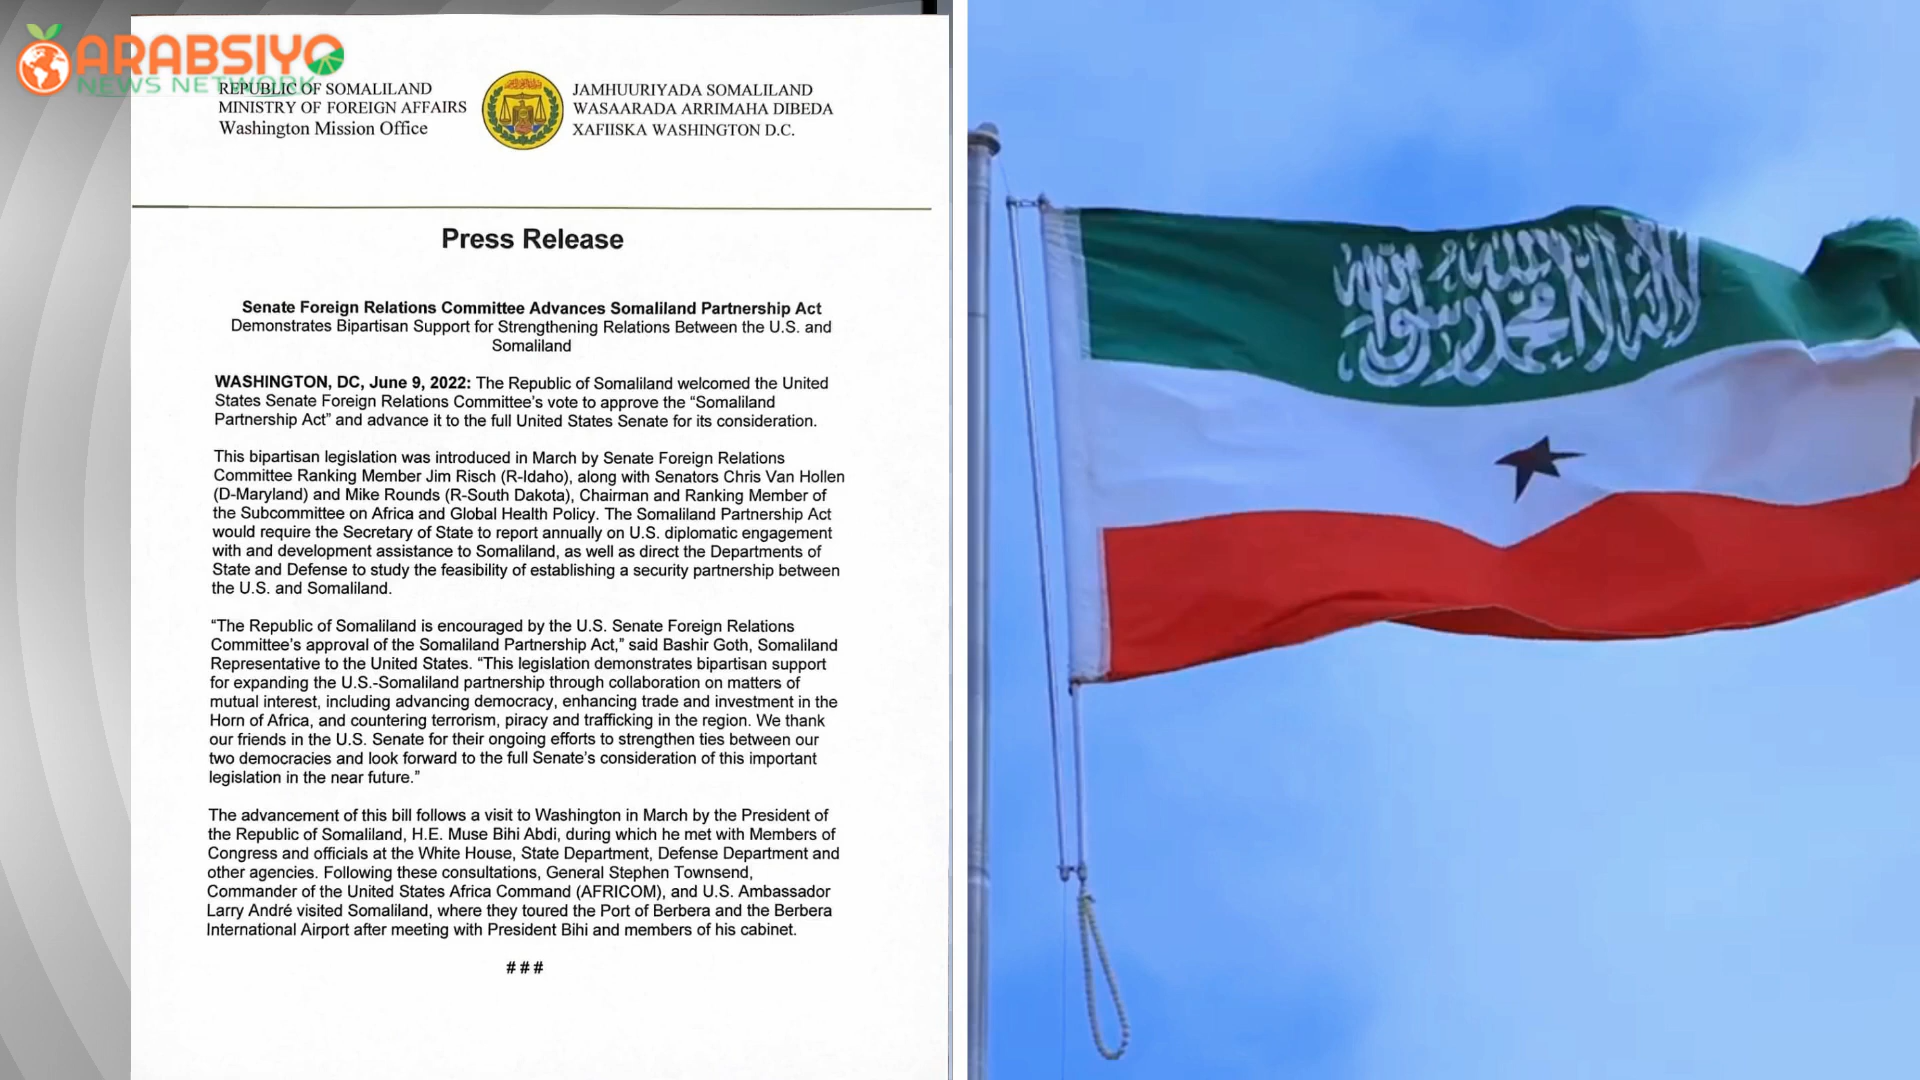 ARABSIYO
NEWS NETWORK
REPUBLIC OF SOMALILAND
MINISTRY OF FOREIGN AFFAIRS
Washington Mission Office
JAMHUURIYADA SOMALILAND
WASAARADA ARRIMAHA DIBEDA
XAFIISKA WASHINGTON D.C.
Press Release
Senate Foreign Relations Committee Advances Somaliland Partnership Act
Demonstrates Bipartisan Support for Strengthening Relations Between the U.S. and
Somaliland
WASHINGTON, DC, June 9, 2022: The Republic of Somaliland welcomed the United
States Senate Foreign Relations Committee's vote to approve the “Somaliland
Partnership Act” and advance it to the full United States Senate for its consideration.
This bipartisan legislation was introduced in March by Senate Foreign Relations
Committee Ranking Member Jim Risch (R-Idaho), along with Senators Chris Van Hollen
(D-Maryland) and Mike Rounds (R-South Dakota), Chairman and Ranking Member of
the Subcommittee on Africa and Global Health Policy. The Somaliland Partnership Act
would require the Secretary of State to report annually on U.S. diplomatic engagement
with and development assistance to Somaliland, as well as direct the Departments of
State and Defense to study the feasibility of establishing a security partnership between
the U.S. and Somaliland.
“The Republic of Somaliland is encouraged by the U.S. Senate Foreign Relations
Committee's approval of the Somaliland Partnership Act,” said Bashir Goth, Somaliland
Representative to the United States. “This legislation demonstrates bipartisan support
for expanding the U.S.-Somaliland partnership through collaboration on matters of
mutual interest, including advancing democracy, enhancing trade and investment in the
Horn of Africa, and countering terrorism, piracy and trafficking in the region. We thank
our friends in the U.S. Senate for their ongoing efforts to strengthen ties between our
two democracies and look forward to the full Senate's consideration of this important
legislation in the near future.”
The advancement of this bill follows a visit to Washington in March by the President of
the Republic of Somaliland, H.E. Muse Bihi Abdi, during which he met with Members of
Congress and officials at the White House, State Department, Defense Department and
other agencies. Following these consultations, General Stephen Townsend,
Commander of the United States Africa Command (AFRICOM), and U.S. Ambassador
Larry André visited Somaliland, where they toured the Port of Berbera and the Berbera
International Airport after meeting with President Bihi and members of his cabinet.
# # #
لا إله إلا الله محمد رسول الله